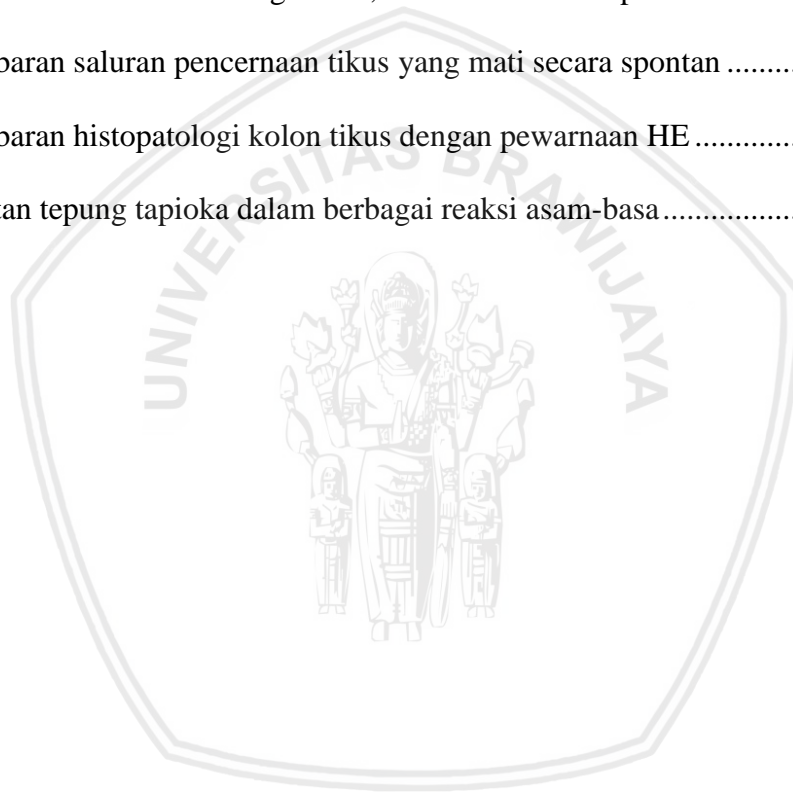 baran saluran pencernaan tikus yang mati secara spontan ..........
baran histopatologi kolon tikus dengan pewarnaan HE ..............
tan tepung tapioka dalam berbagai reaksi asam-basa .................
UNIVERSITAS BRAWIJAYA